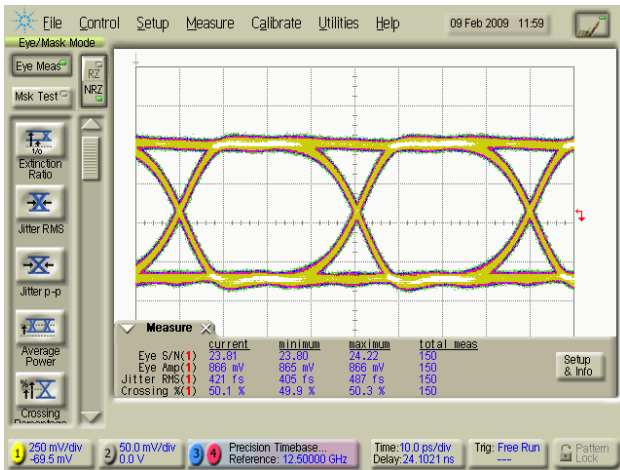 File Control Setup Measure Calibrate Utilities Help 09 Feb 2009 11:59
Eye/Mask Mode
Eye Meas
RZ
NRZ
Msk Test
1/0
Extinction
Ratio
Jitter RMS
Jitter p-p
Average
Power
%
Crossing
Percentage
Measure
current minimum maximum total meas
Eye S/N(1) 23.81 23.80 24.22 150
Eye Amp(1) 866 mV 865 mV 866 mV 150
Jitter RMS(1) 421 fs 405 fs 487 fs 150
Crossing %(1) 50.1 % 49.9 % 50.3 % 150
Setup
& Info
1 250 mV/div
-69.5 mV
2 50.0 mV/div
0.0 V
3 4 Precision Timebase...
Reference: 12.50000 GHz
Time:10.0 ps/div
Delay:24.1021 ns
Trig: Free Run
---
Pattern
Lock